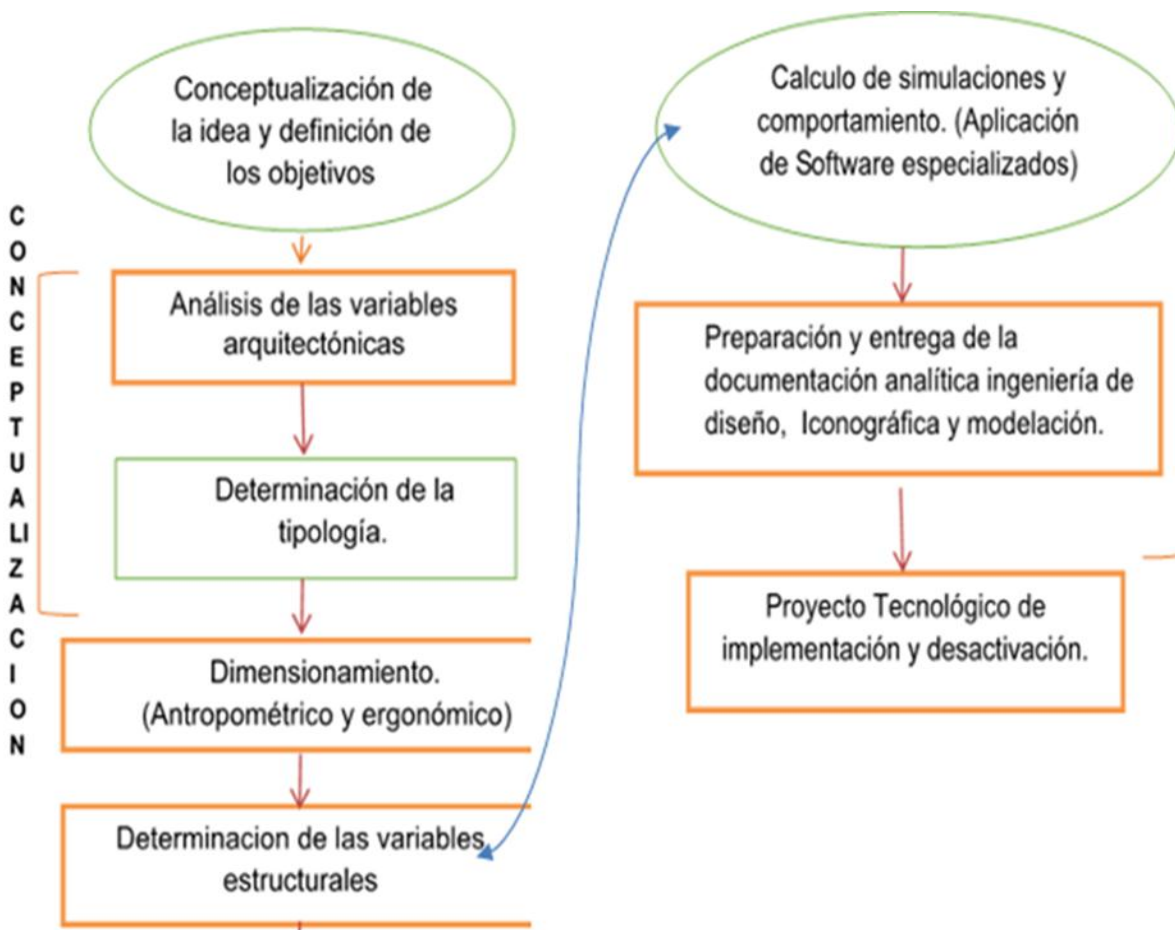 Conceptualización de
la idea y definición de
los objetivos
CONCEPTUALIZACION
Análisis de las variables
arquitectónicas
Determinación de la
tipología.
Dimensionamiento.
(Antropométrico y ergonómico)
Determinacion de las variables
estructurales
Calculo de simulaciones y
comportamiento. (Aplicación
de Software especializados)
Preparación y entrega de la
documentación analítica ingeniería de
diseño, Iconográfica y modelación.
Proyecto Tecnológico de
implementación y desactivación.